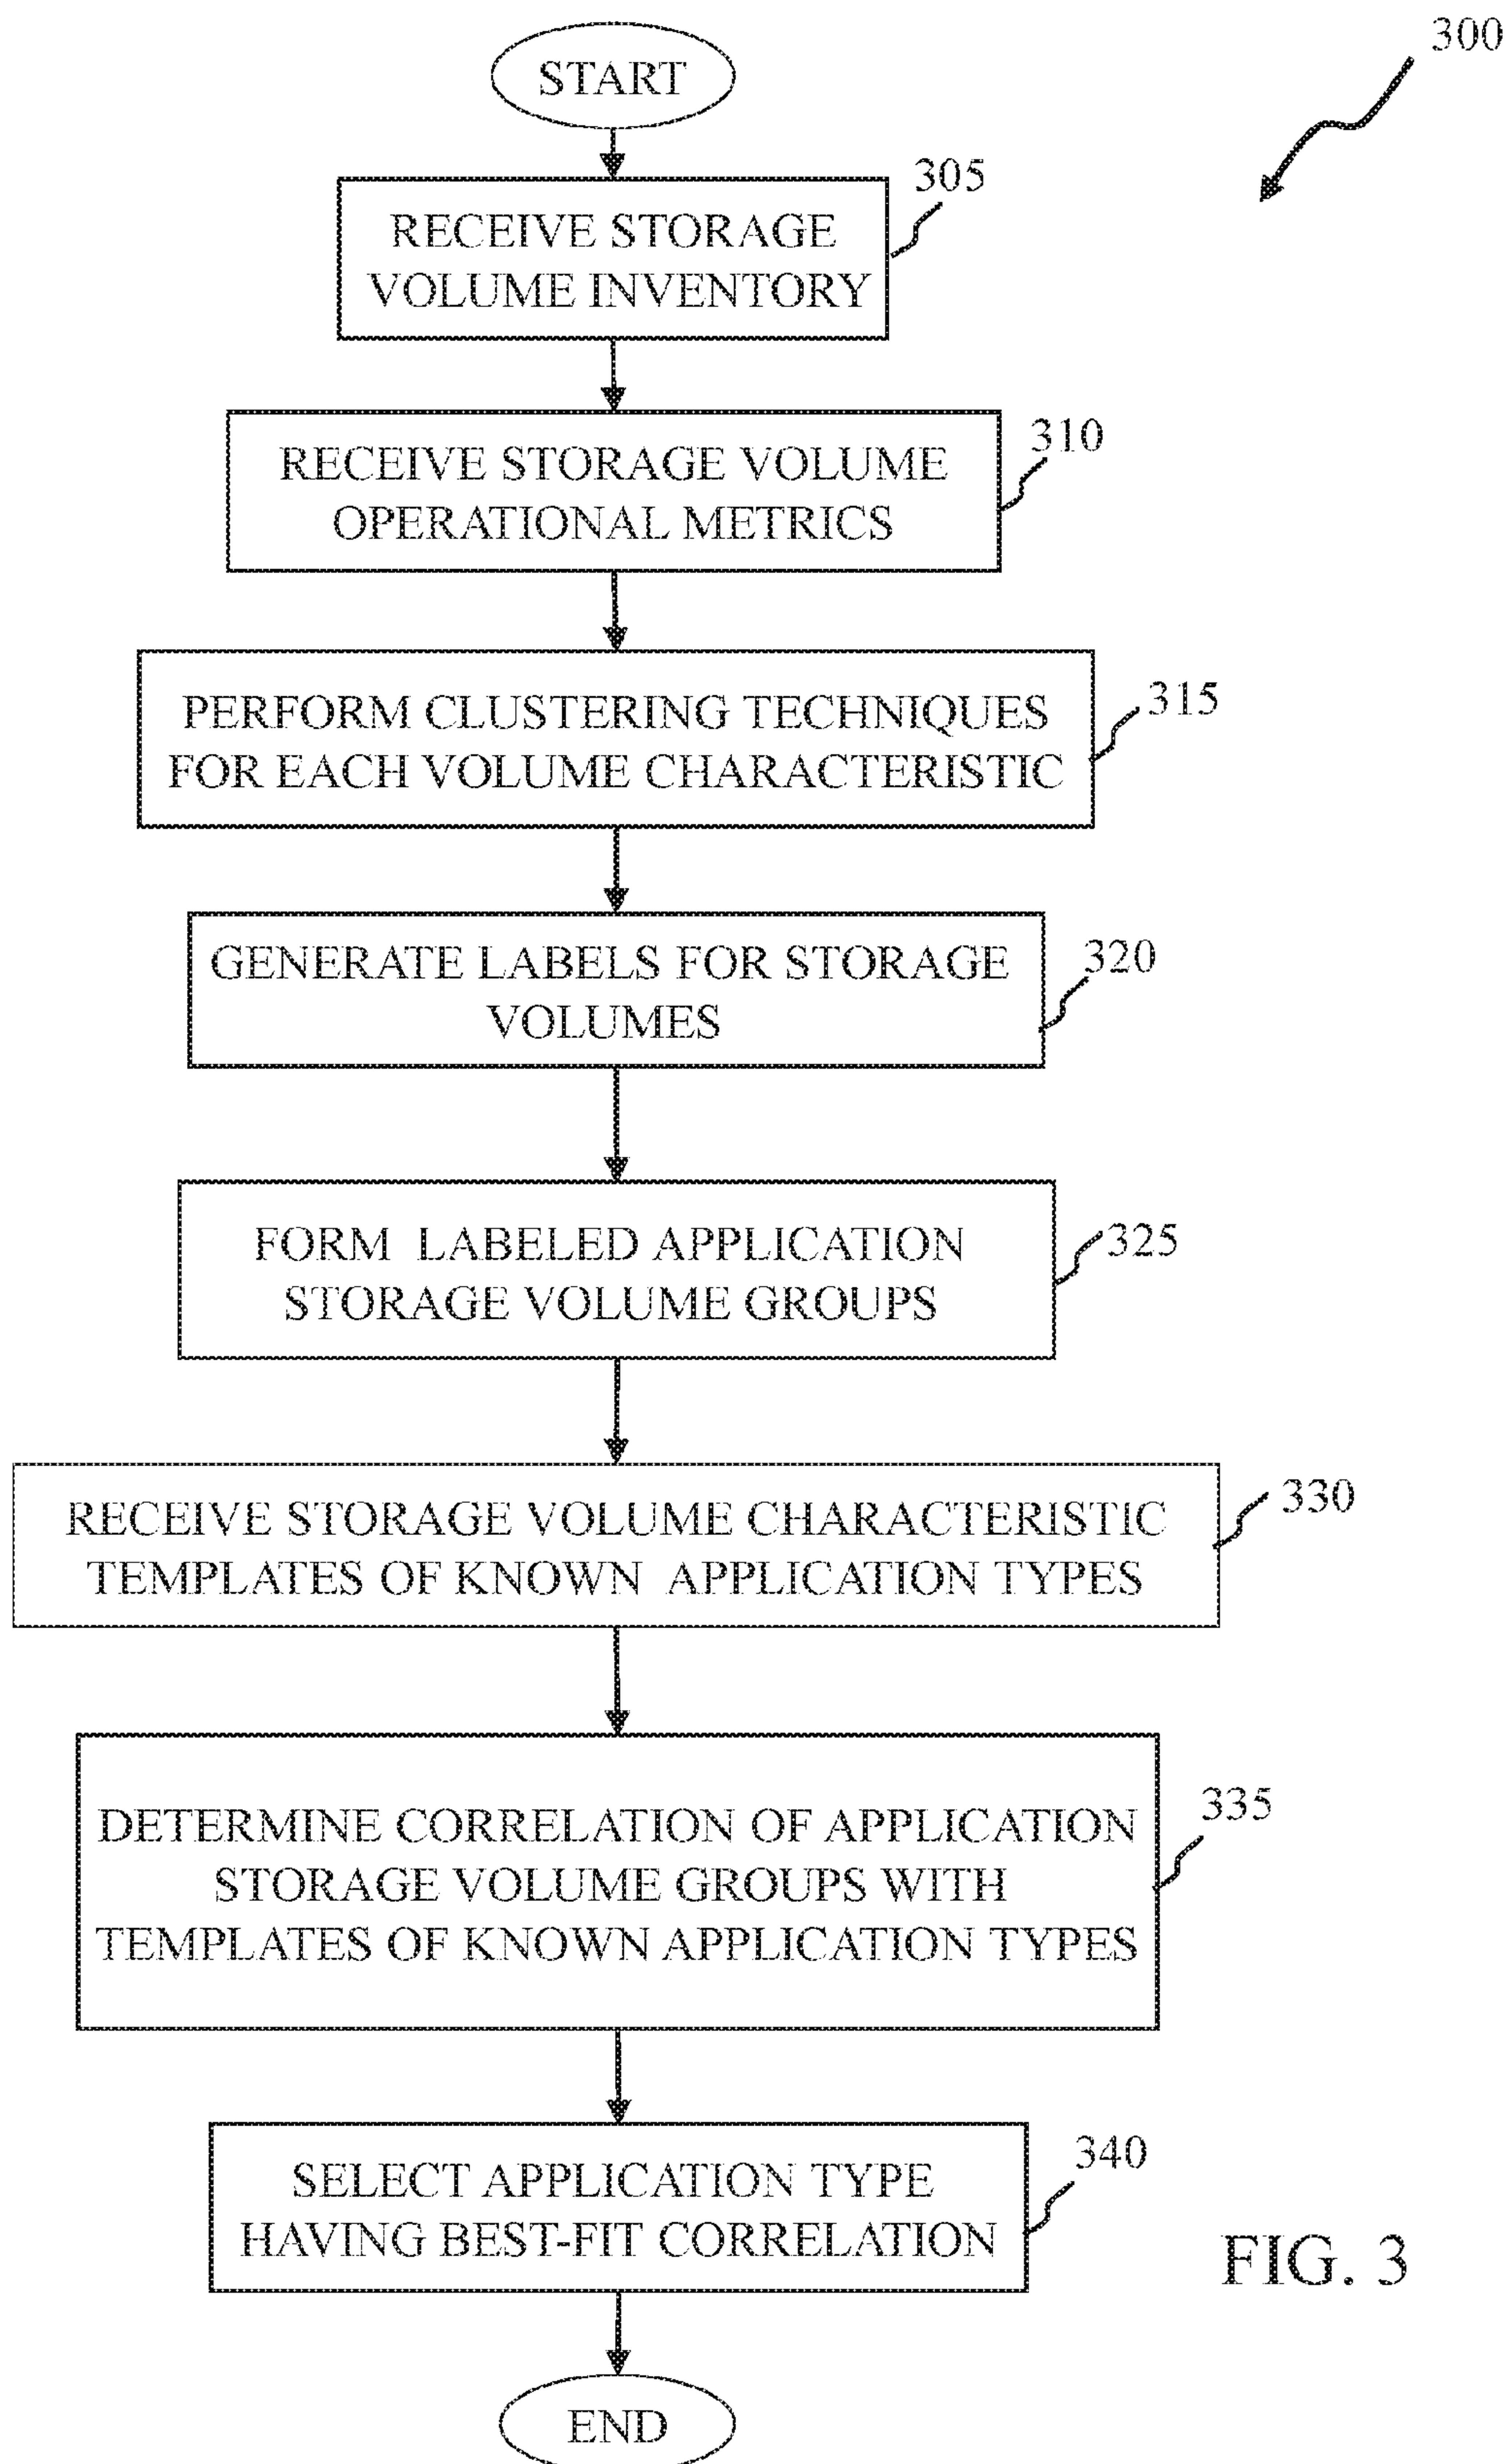 300
START
305
RECEIVE STORAGE
VOLUME INVENTORY
310
RECEIVE STORAGE VOLUME
OPERATIONAL METRICS
315
PERFORM CLUSTERING TECHNIQUES
FOR EACH VOLUME CHARACTERISTIC
320
GENERATE LABELS FOR STORAGE
VOLUMES
325
FORM LABELED APPLICATION
STORAGE VOLUME GROUPS
330
RECEIVE STORAGE VOLUME CHARACTERISTIC
TEMPLATES OF KNOWN APPLICATION TYPES
335
DETERMINE CORRELATION OF APPLICATION
STORAGE VOLUME GROUPS WITH
TEMPLATES OF KNOWN APPLICATION TYPES
340
SELECT APPLICATION TYPE
HAVING BEST-FIT CORRELATION
FIG. 3
END